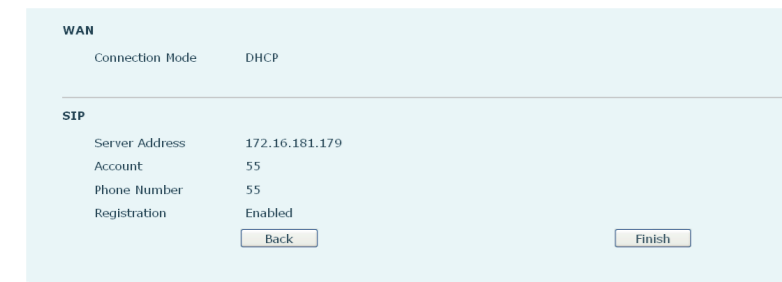 WAN
Connection Mode DHCP
SIP
Server Address 172.16.181.179
Account 55
Phone Number 55
Registration Enabled
Back Finish